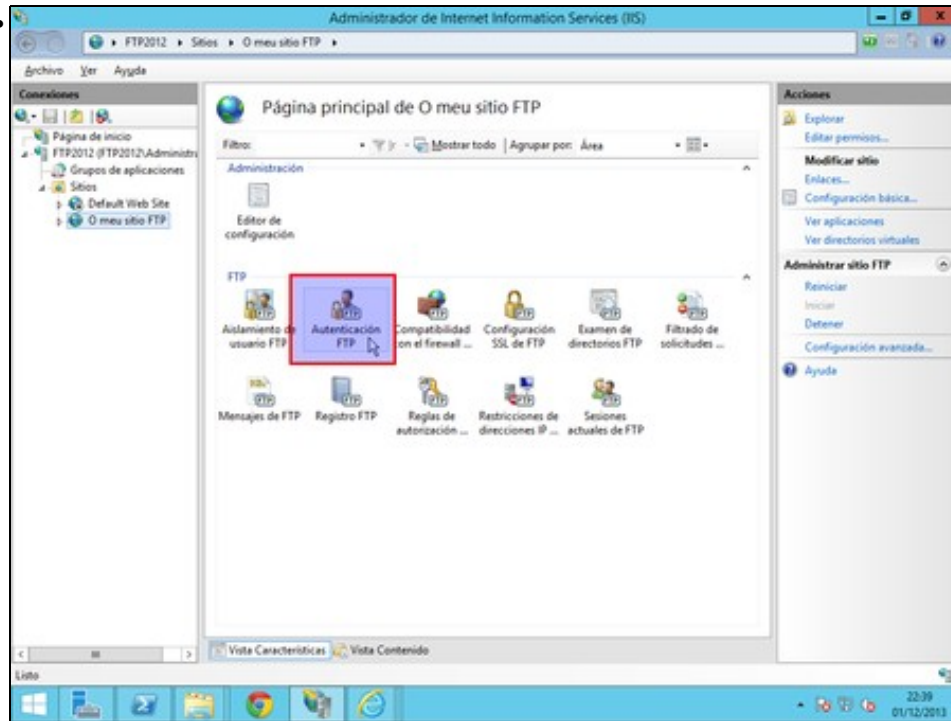 Administrador de Internet Information Services (IIS)
FTP2012 Sitios O meu sitio FTP
Archivo Ver Ayuda
Conexiones
Página de inicio
FTP2012 (FTP2012\Administra
Grupos de aplicaciones
Sitios
Default Web Site
O meu sitio FTP
Página principal de O meu sitio FTP
Filtro: Mostrar todo Agrupar por: Área
Administración
Editor de
configuración
FTP
Aislamiento de
usuario FTP
Autenticación
FTP
Compatibilidad
con el firewall ...
Configuración
SSL de FTP
Examen de
directorios FTP
Filtrado de
solicitudes ...
Mensajes de FTP
Registro FTP
Reglas de
autorización ...
Restricciones de
direcciones IP ...
Sesiones
actuales de FTP
Vista Características Vista Contenido
Acciones
Explorar
Editar permisos...
Modificar sitio
Enlaces...
Configuración básica...
Ver aplicaciones
Ver directorios virtuales
Administrar sitio FTP
Reiniciar
Iniciar
Detener
Configuración avanzada...
Ayuda
Listo
22:39
01/12/2013